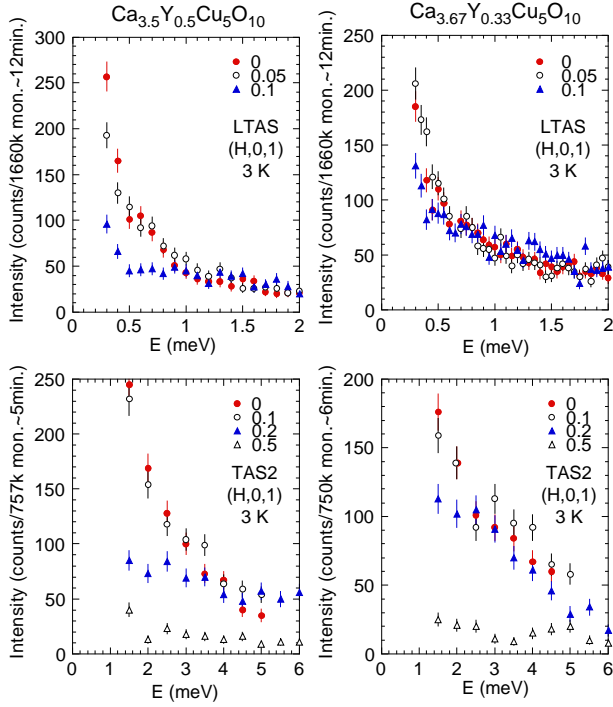 Ca3.5Y0.5Cu5O10
Ca3.67Y0.33Cu5O10
Intensity (counts/1660k mon.~12min.)
300
250
200
150
100
50
0
0
0.05
0.1
LTAS
(H,0,1)
3 K
0.5
1
1.5
2
E (meV)
Intensity (counts/1660k mon.~12min.)
250
200
150
100
50
0
0
0.05
0.1
LTAS
(H,0,1)
3 K
0
0.5
1
1.5
2
E (meV)
Intensity (counts/757k mon.~5min.)
250
200
150
100
50
0
0
0.1
0.2
0.5
TAS2
(H,0,1)
3 K
1
2
3
4
5
6
E (meV)
Intensity (counts/750k mon.~6min.)
200
150
100
50
0
0
0.1
0.2
0.5
TAS2
(H,0,1)
3 K
0
1
2
3
4
5
6
E (meV)